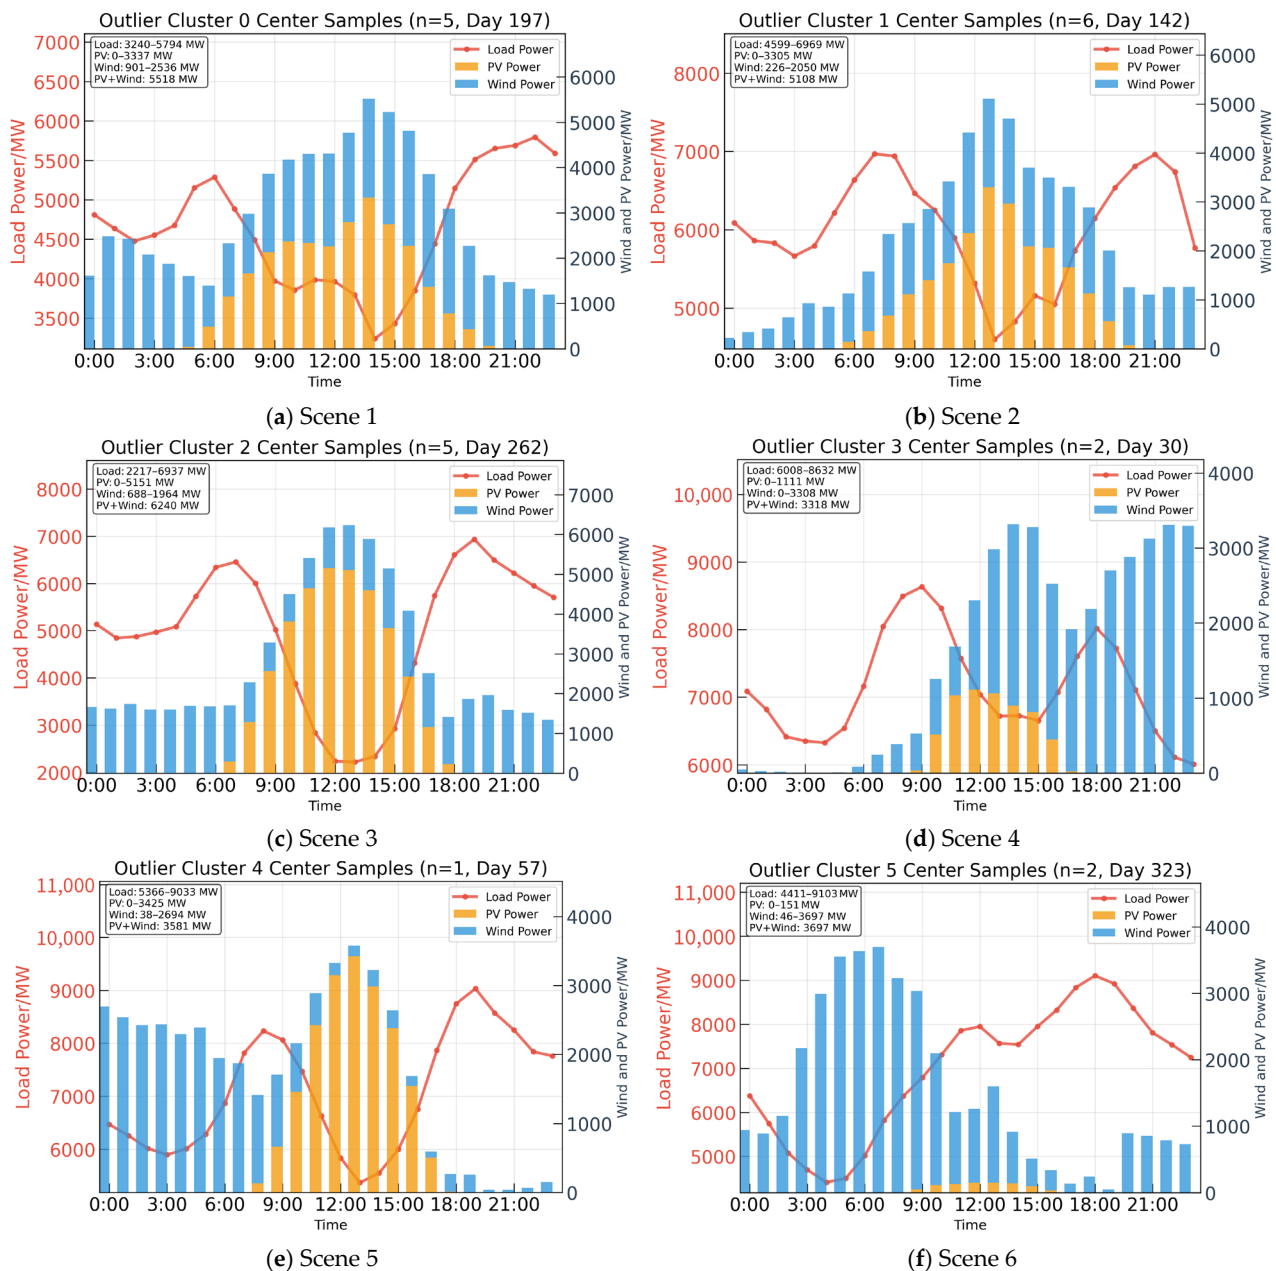 Outlier Cluster 0 Center Samples (n=5, Day 197)
Load: 3240–5794 MW
PV: 0–3337 MW
Wind: 901–2536 MW
PV+Wind: 5518 MW
Load Power
PV Power
Wind Power
7000
6500
6000
5500
5000
4500
4000
3500
Load Power/MW
6000
5000
4000
3000
2000
1000
0
Wind and PV Power/MW
0:00 3:00 6:00 9:00 12:00 15:00 18:00 21:00
Time
(a) Scene 1
Outlier Cluster 1 Center Samples (n=6, Day 142)
Load: 4599–6969 MW
PV: 0–3305 MW
Wind: 226–2050 MW
PV+Wind: 5108 MW
Load Power
PV Power
Wind Power
8000
7000
6000
5000
Load Power/MW
6000
5000
4000
3000
2000
1000
0
Wind and PV Power/MW
0:00 3:00 6:00 9:00 12:00 15:00 18:00 21:00
Time
(b) Scene 2
Outlier Cluster 2 Center Samples (n=5, Day 262)
Load: 2217–6937 MW
PV: 0–5151 MW
Wind: 688–1964 MW
PV+Wind: 6240 MW
Load Power
PV Power
Wind Power
8000
7000
6000
5000
4000
3000
2000
Load Power/MW
7000
6000
5000
4000
3000
2000
1000
0
Wind and PV Power/MW
0:00 3:00 6:00 9:00 12:00 15:00 18:00 21:00
Time
(c) Scene 3
Outlier Cluster 3 Center Samples (n=2, Day 30)
Load: 6008–8632 MW
PV: 0–1111 MW
Wind: 0–3308 MW
PV+Wind: 3318 MW
Load Power
PV Power
Wind Power
10,000
9000
8000
7000
6000
Load Power/MW
4000
3000
2000
1000
0
Wind and PV Power/MW
0:00 3:00 6:00 9:00 12:00 15:00 18:00 21:00
Time
(d) Scene 4
Outlier Cluster 4 Center Samples (n=1, Day 57)
Load: 5366–9033 MW
PV: 0–3425 MW
Wind: 38–2694 MW
PV+Wind: 3581 MW
Load Power
PV Power
Wind Power
11,000
10,000
9000
8000
7000
6000
Load Power/MW
4000
3000
2000
1000
0
Wind and PV Power/MW
0:00 3:00 6:00 9:00 12:00 15:00 18:00 21:00
Time
(e) Scene 5
Outlier Cluster 5 Center Samples (n=2, Day 323)
Load: 4411–9103 MW
PV: 0–151 MW
Wind: 46–3697 MW
PV+Wind: 3697 MW
Load Power
PV Power
Wind Power
11,000
10,000
9000
8000
7000
6000
5000
Load Power/MW
4000
3000
2000
1000
0
Wind and PV Power/MW
0:00 3:00 6:00 9:00 12:00 15:00 18:00 21:00
Time
(f) Scene 6